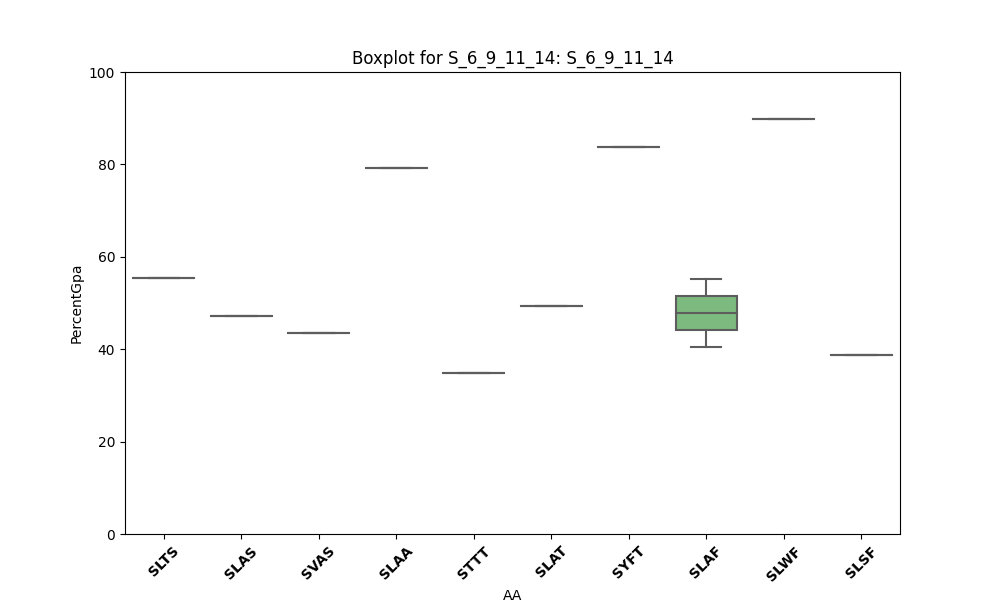 Boxplot for S_6_9_11_14: S_6_9_11_14
100
80
60
40
20
0
PercentGpa
SLTS
SLAS
SVAS
SLAA
STTT
SLAT
SYFT
SLAF
SLWF
SLSF
AA